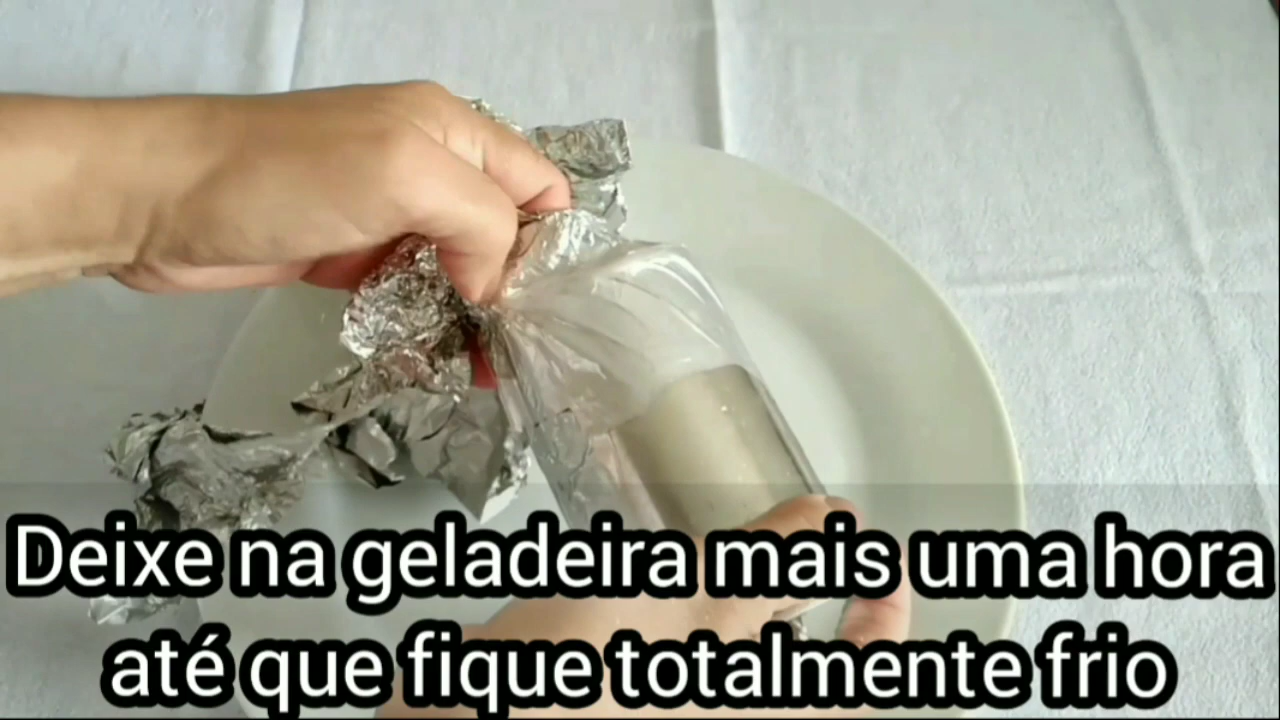 Deixe na geladeira mais uma hora
até que fique totalmente frio